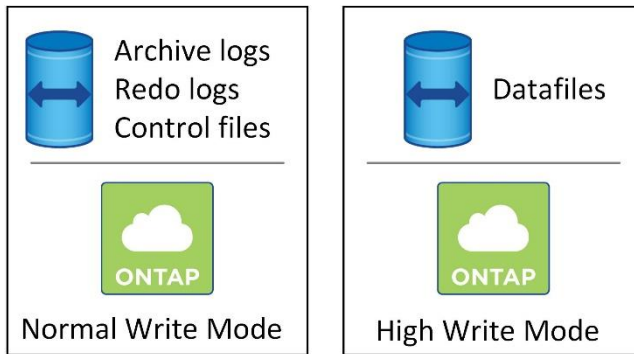 Archive logs
Redo logs
Control files
ONTAP
Normal Write Mode
Datafiles
ONTAP
High Write Mode